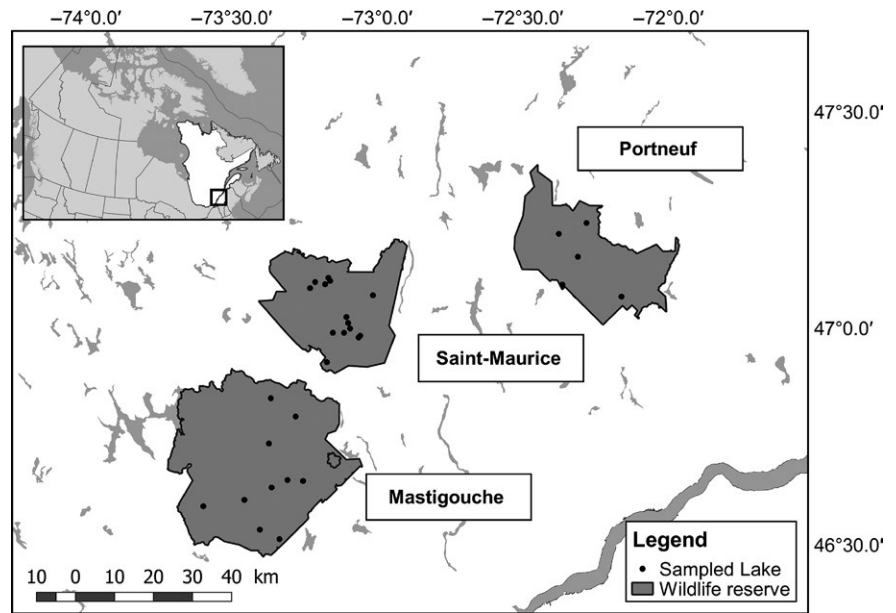 −74°0.0′ −73°30.0′ −73°0.0′ −72°30.0′ −72°0.0′
47°30.0′
Portneuf
47°0.0′
Saint-Maurice
Mastigouche
Legend
Sampled Lake
Wildlife reserve
46°30.0′
10 0 10 20 30 40 km